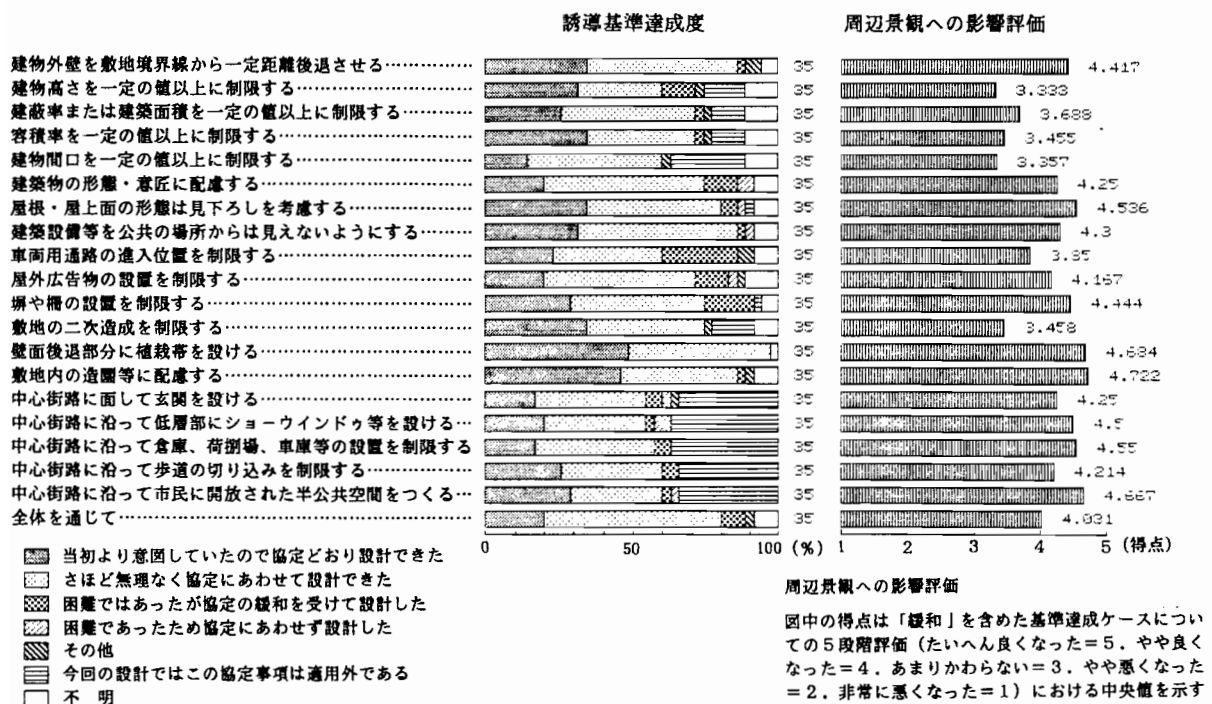 誘導基準達成度
周辺景観への影響評価
建物外壁を敷地境界線から一定距離後退させる…………… 35 4.417
建物高さを一定の値以上に制限する…………… 35 3.333
建蔽率または建築面積を一定の値以上に制限する…………… 35 3.688
容積率を一定の値以上に制限する…………… 35 3.455
建物間口を一定の値以上に制限する…………… 35 3.357
建築物の形態・意匠に配慮する…………… 35 4.25
屋根・屋上面の形態は見下ろしを考慮する…………… 35 4.536
建築設備等を公共の場所からは見えないようにする…………… 35 4.3
車両用通路の進入位置を制限する…………… 35 3.85
屋外広告物の設置を制限する…………… 35 4.167
塀や柵の設置を制限する…………… 35 4.444
敷地の二次造成を制限する…………… 35 3.458
壁面後退部分に植栽帯を設ける…………… 35 4.684
敷地内の造園等に配慮する…………… 35 4.722
中心街路に面して玄関を設ける…………… 35 4.25
中心街路に沿って低層部にショーウインドゥ等を設ける… 35 4.5
中心街路に沿って倉庫、荷捌場、車庫等の設置を制限する 35 4.55
中心街路に沿って歩道の切り込みを制限する…………… 35 4.214
中心街路に沿って市民に開放された半公共空間をつくる… 35 4.667
全体を通じて…………… 35 4.031
0 50 100 (%) 1 2 3 4 5 (得点)
当初より意図していたので協定どおり設計できた
さほど無理なく協定にあわせて設計できた
困難ではあったが協定の緩和を受けて設計した
困難であったため協定にあわせず設計した
その他
今回の設計ではこの協定事項は適用外である
不 明
周辺景観への影響評価
図中の得点は「緩和」を含めた基準達成ケースについ
ての5段階評価（たいへん良くなった＝5．やや良く
なった＝4．あまりかわらない＝3．やや悪くなった
＝2．非常に悪くなった＝1）における中央値を示す